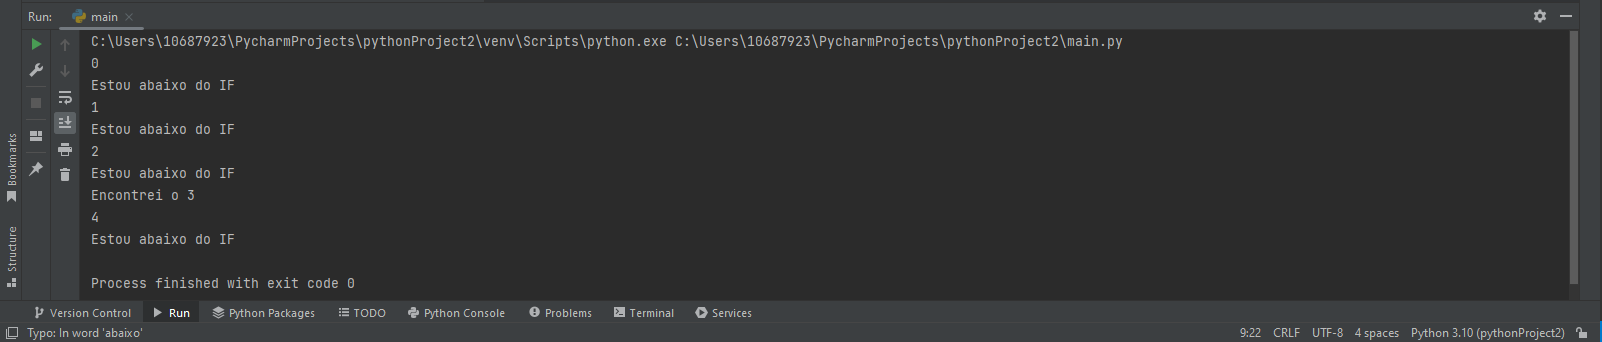 Run: main
C:\Users\10687923\PycharmProjects\pythonProject2\venv\Scripts\python.exe C:\Users\10687923\PycharmProjects\pythonProject2\main.py
0
Estou abaixo do IF
1
Estou abaixo do IF
2
Estou abaixo do IF
Encontrei o 3
4
Estou abaixo do IF
Process finished with exit code 0
Bookmarks
Structure
Version Control Run Python Packages TODO Python Console Problems Terminal Services
Typo: In word 'abaixo' 9:22 CRLF UTF-8 4 spaces Python 3.10 (pythonProject2)